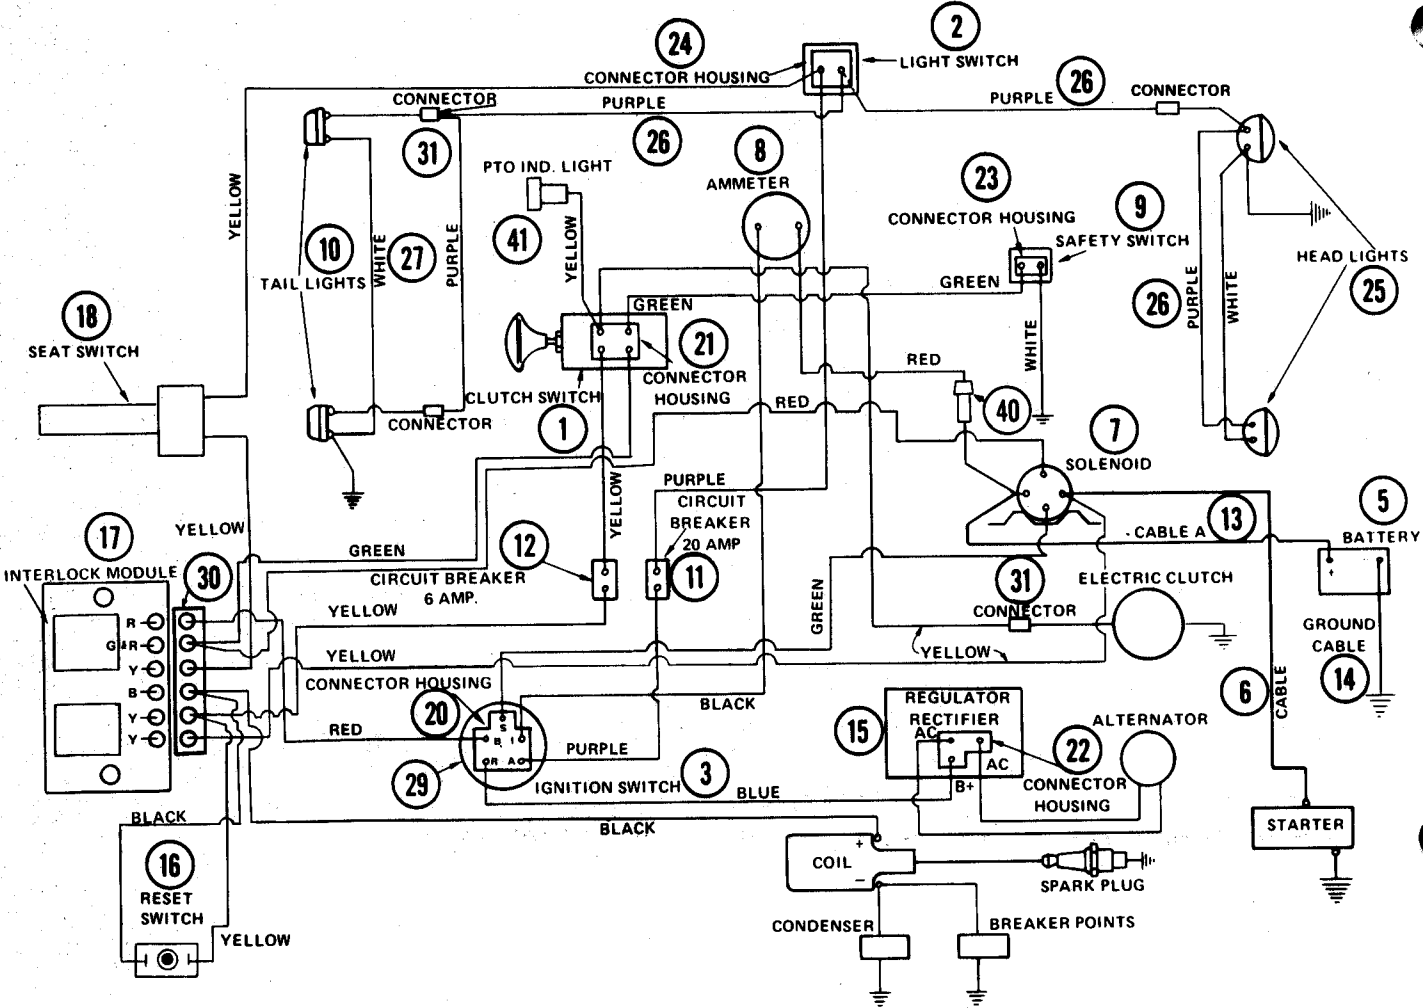 24
2
CONNECTOR HOUSING
LIGHT SWITCH
CONNECTOR
PURPLE
PURPLE
26
CONNECTOR
31
26
8
PTO IND. LIGHT
AMMETER
23
CONNECTOR HOUSING
9
SAFETY SWITCH
YELLOW
10
TAIL LIGHTS
WHITE
27
PURPLE
41
YELLOW
GREEN
GREEN
HEAD LIGHTS
25
26
PURPLE
WHITE
18
SEAT SWITCH
21
CONNECTOR
HOUSING
CLUTCH SWITCH
1
RED
WHITE
RED
40
CONNECTOR
7
SOLENOID
PURPLE
CIRCUIT
BREAKER
20 AMP
11
YELLOW
12
5
BATTERY
+
-
13
CABLE A
17
YELLOW
INTERLOCK MODULE
30
GREEN
CIRCUIT BREAKER
6 AMP.
YELLOW
R
G&R
Y
B
Y
Y
YELLOW
GREEN
31
CONNECTOR
ELECTRIC CLUTCH
YELLOW
GROUND
CABLE
14
6
CABLE
CONNECTOR HOUSING
20
RED
BLACK
S
B
I
R
A
PURPLE
29
IGNITION SWITCH
3
BLUE
15
REGULATOR
RECTIFIER
AC
AC
B+
22
CONNECTOR
HOUSING
ALTERNATOR
STARTER
BLACK
BLACK
16
RESET
SWITCH
YELLOW
+
COIL
-
SPARK PLUG
CONDENSER
BREAKER POINTS